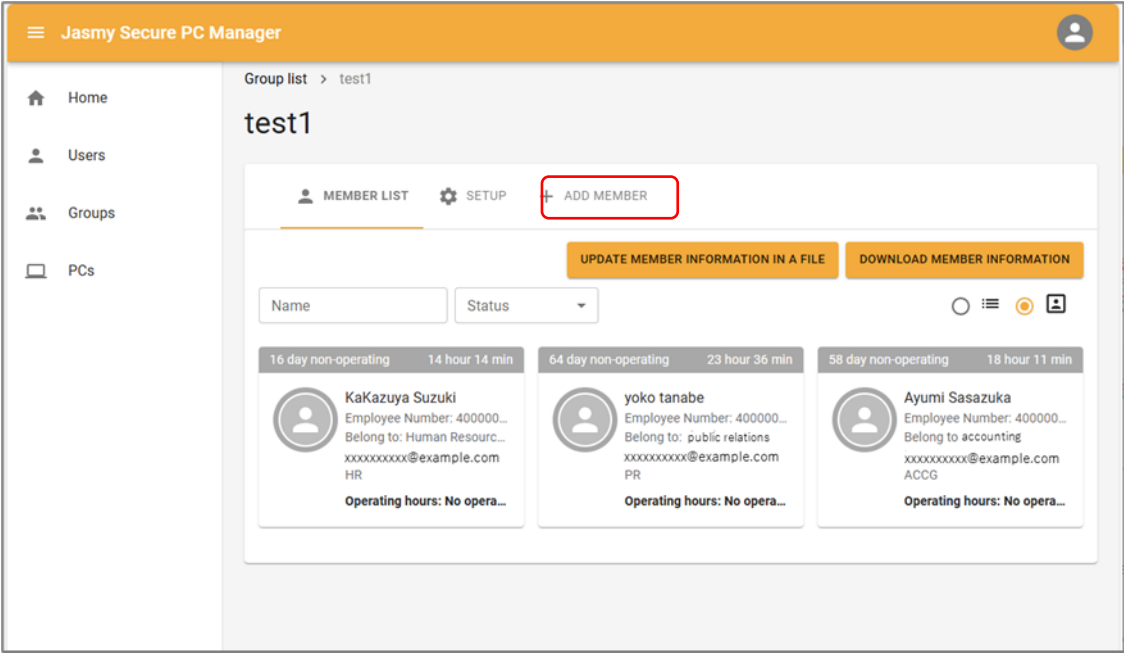 Jasmy Secure PC Manager
Group list > test1
Home
test1
Users
Groups
PCs
MEMBER LIST
SETUP
+ ADD MEMBER
UPDATE MEMBER INFORMATION IN A FILE
DOWNLOAD MEMBER INFORMATION
Name
Status
16 day non-operating 14 hour 14 min
KaKazuya Suzuki
Employee Number: 400000...
Belong to: Human Resourc...
xxxxxxxxxx@example.com
HR
Operating hours: No opera...
64 day non-operating 23 hour 36 min
yoko tanabe
Employee Number: 400000...
Belong to: public relations
xxxxxxxxxx@example.com
PR
Operating hours: No opera...
58 day non-operating 18 hour 11 min
Ayumi Sasazuka
Employee Number: 400000...
Belong to accounting
xxxxxxxxxx@example.com
ACCG
Operating hours: No opera...